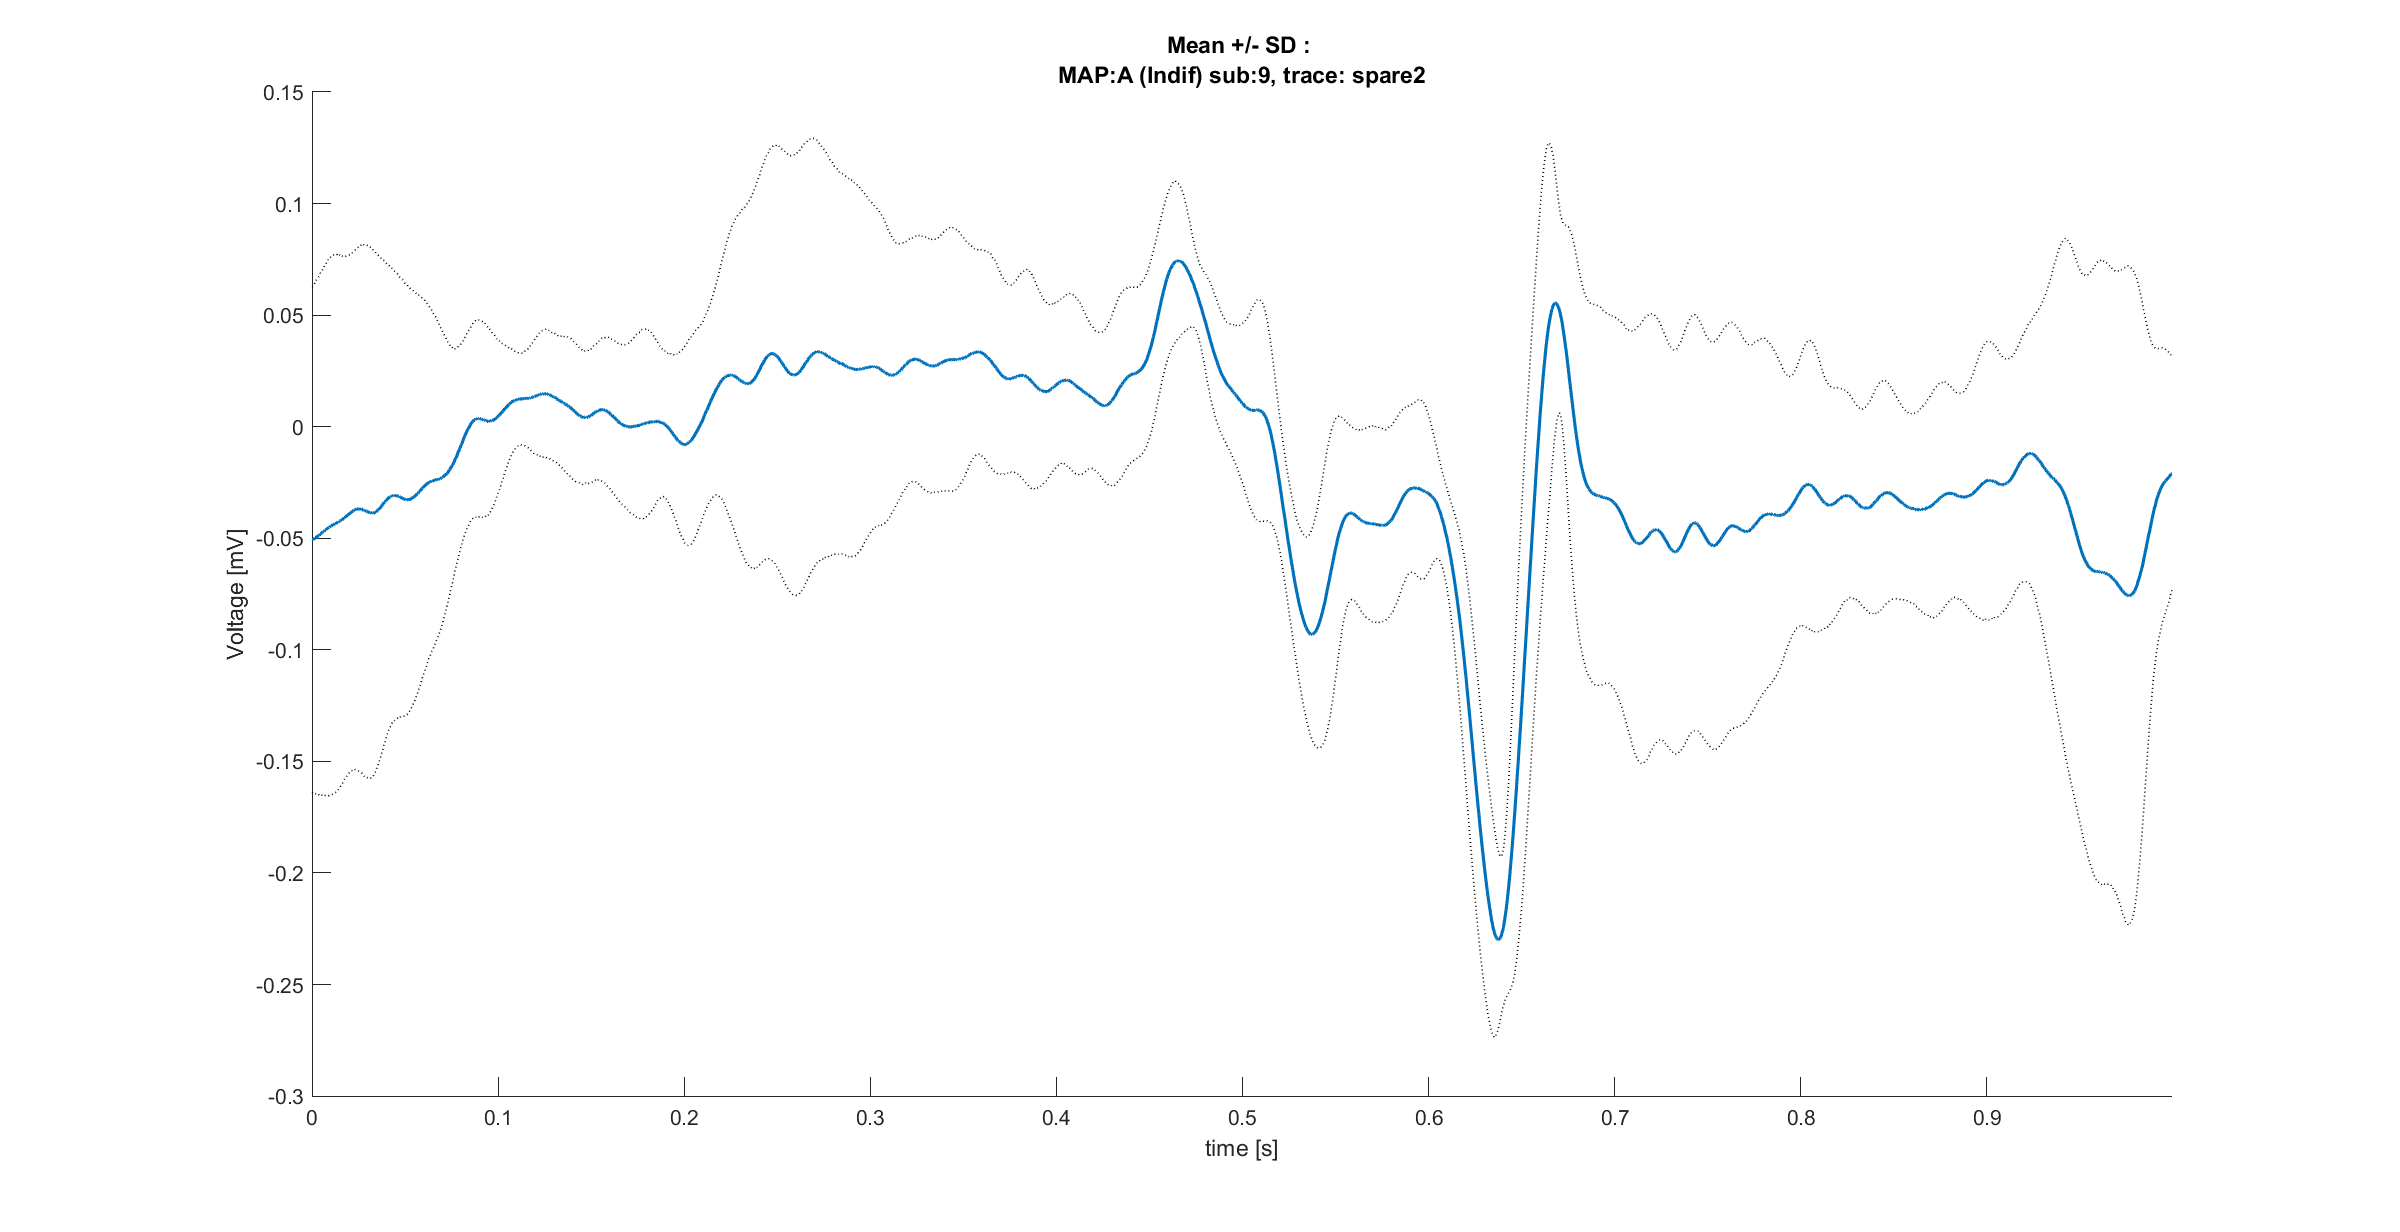 Mean +/- SD :
MAP:A (Indif) sub:9, trace: spare2
0.15
0.1
0.05
0
-0.05
-0.1
-0.15
-0.2
-0.25
-0.3
Voltage [mV]
0 0.1 0.2 0.3 0.4 0.5 0.6 0.7 0.8 0.9
time [s]